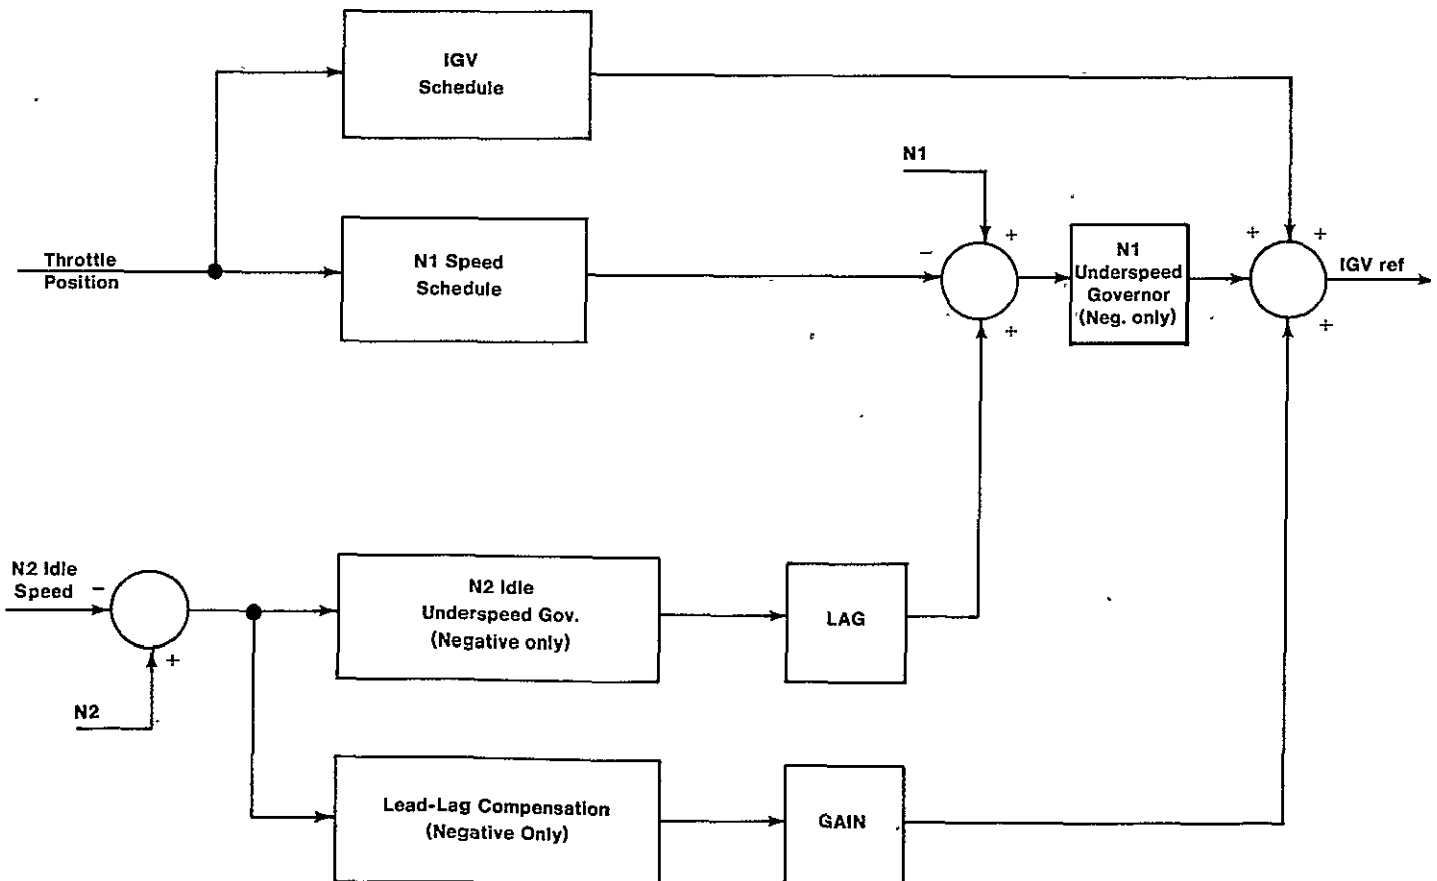 IGV
Schedule
N1
+
−
N1 Speed
Schedule
Throttle
Position
+
N1
Underspeed
Governor
(Neg. only)
+
+
IGV ref
+
N2 Idle
Speed
−
+
N2
N2 Idle
Underspeed Gov.
(Negative only)
LAG
Lead-Lag Compensation
(Negative Only)
GAIN